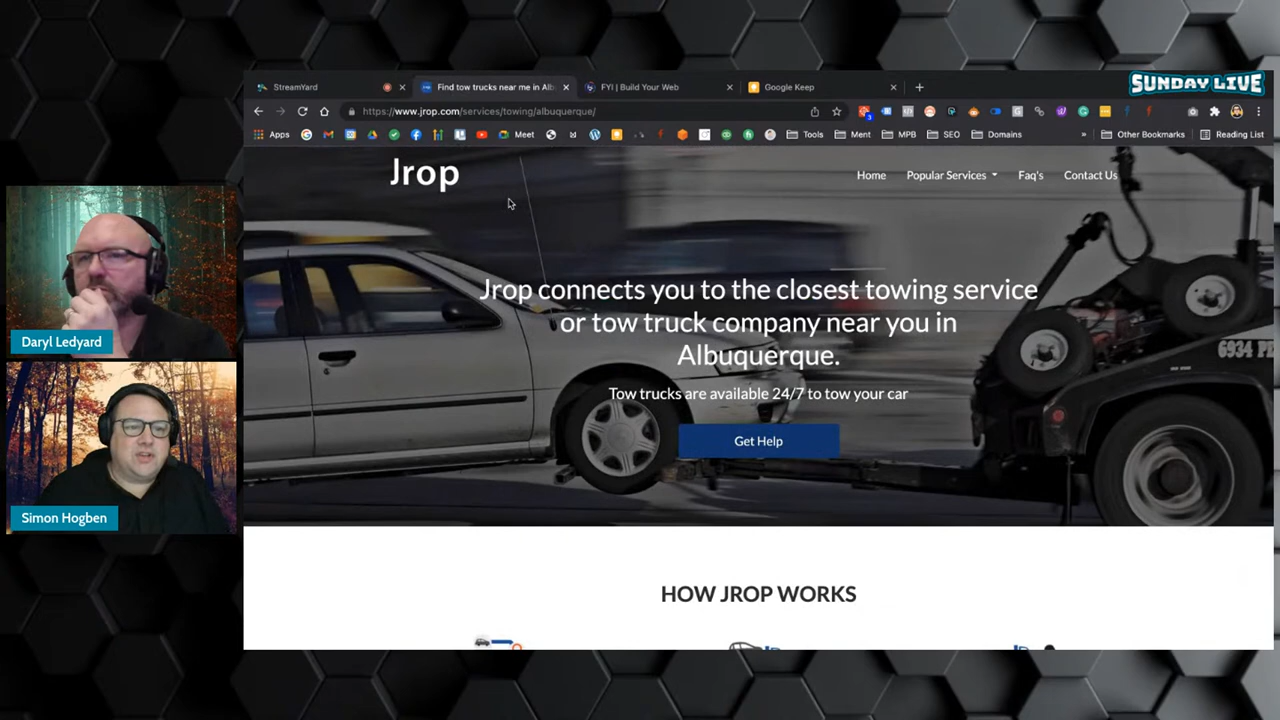 SUNDAY LIVE
StreamYard
Find tow trucks near me in Alb
FYI | Build Your Web
Google Keep
https://www.jrop.com/services/towing/albuquerque/
Apps
Meet
Tools
Ment
MPB
SEO
Domains
»
Other Bookmarks
Reading List
Jrop
Home
Popular Services
Faq's
Contact Us
Jrop connects you to the closest towing service
or tow truck company near you in
Albuquerque.
Tow trucks are available 24/7 to tow your car
Get Help
HOW JROP WORKS
Daryl Ledyard
Simon Hogben